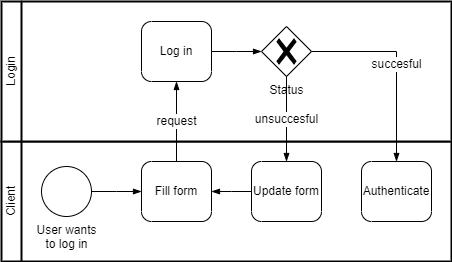 Login
Log in
Status
succesful
request
unsuccesful
Client
Fill form
Update form
Authenticate
User wants
to log in